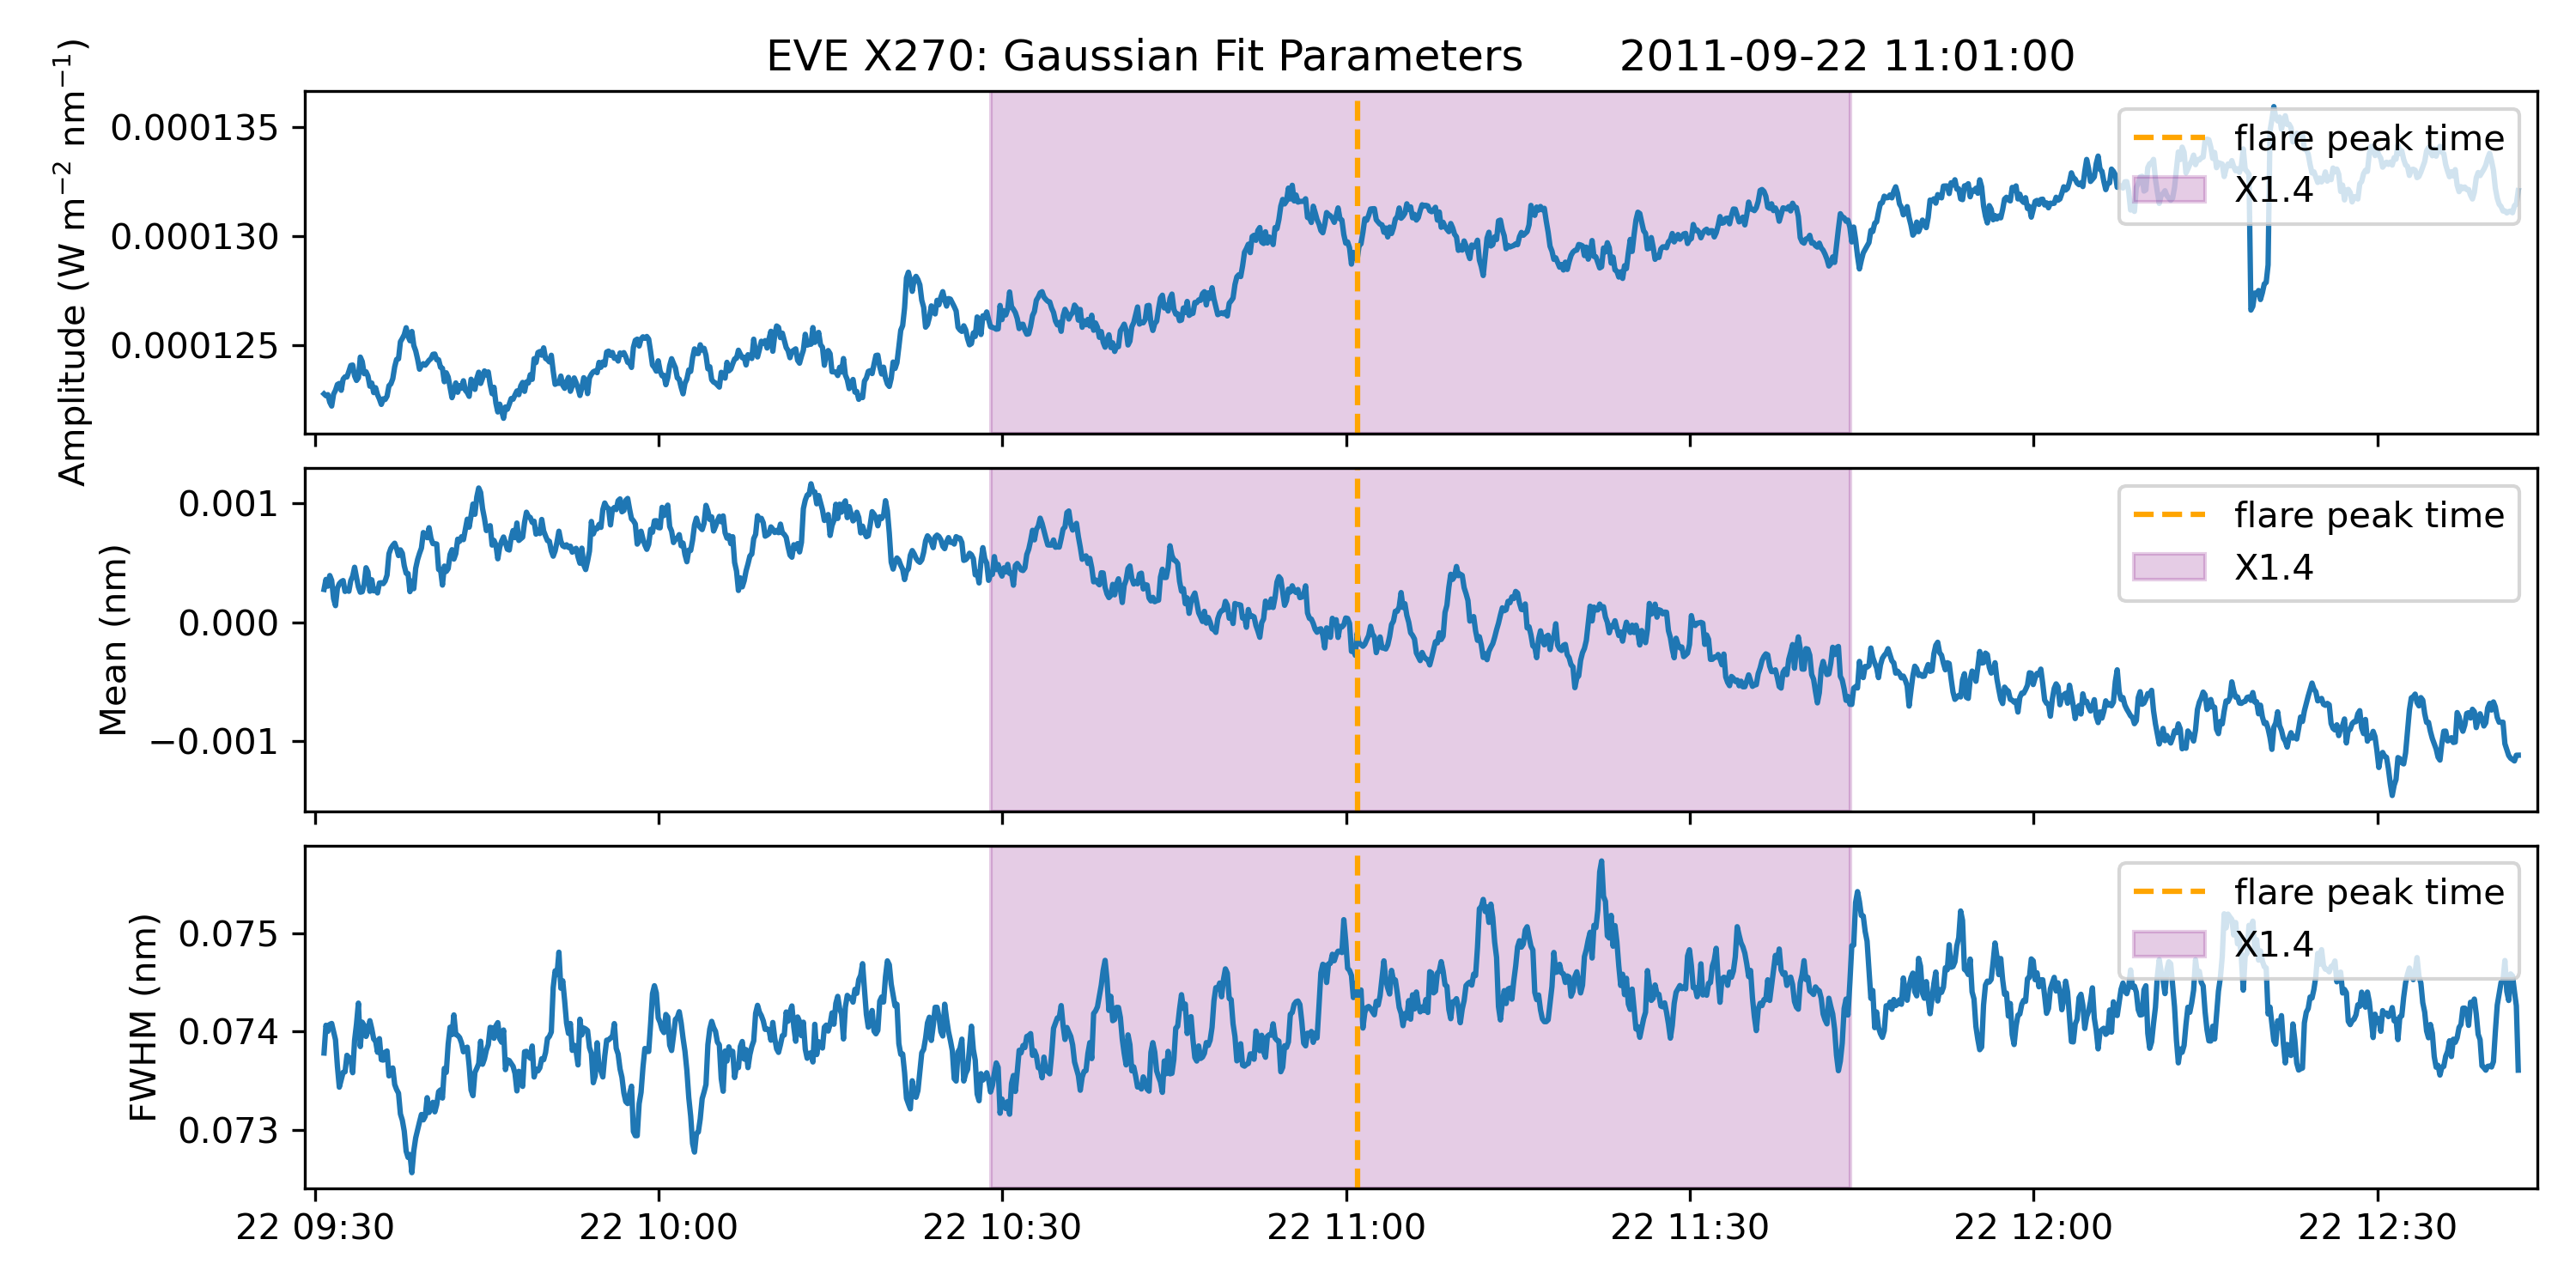 EVE X270: Gaussian Fit Parameters 2011-09-22 11:01:00
Amplitude (W m⁻² nm⁻¹)
0.000135
0.000130
0.000125
flare peak time
X1.4
Mean (nm)
0.001
0.000
−0.001
flare peak time
X1.4
FWHM (nm)
0.075
0.074
0.073
flare peak time
X1.4
22 09:30 22 10:00 22 10:30 22 11:00 22 11:30 22 12:00 22 12:30